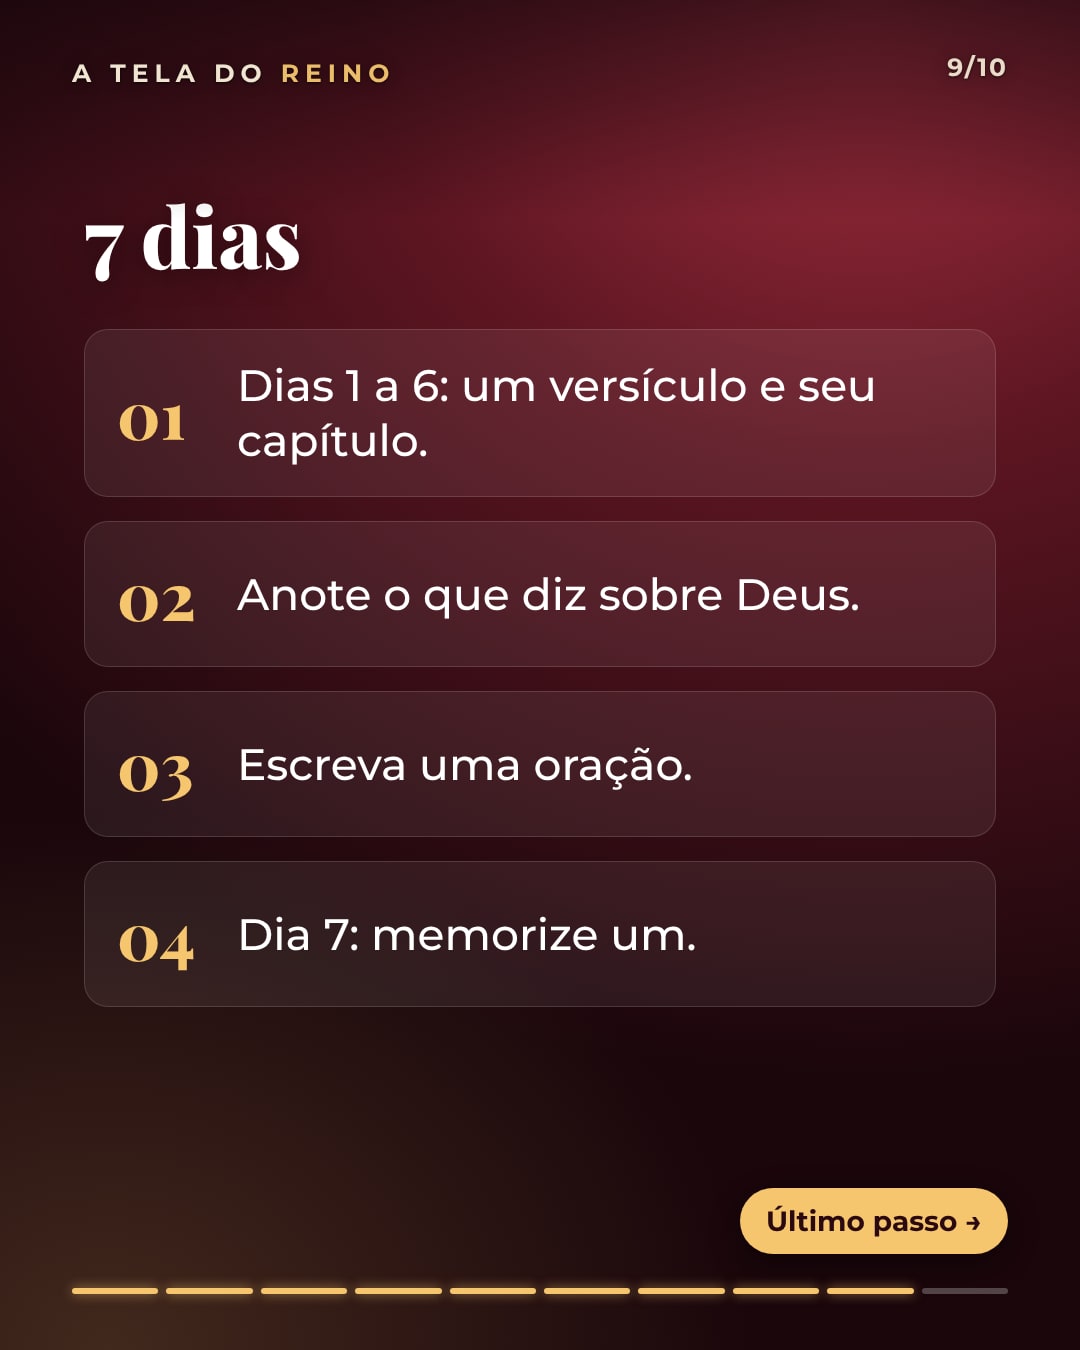 A TELA DO REINO
9/10
7 dias
01
Dias 1 a 6: um versículo e seu
capítulo.
02
Anote o que diz sobre Deus.
03
Escreva uma oração.
04
Dia 7: memorize um.
Último passo →